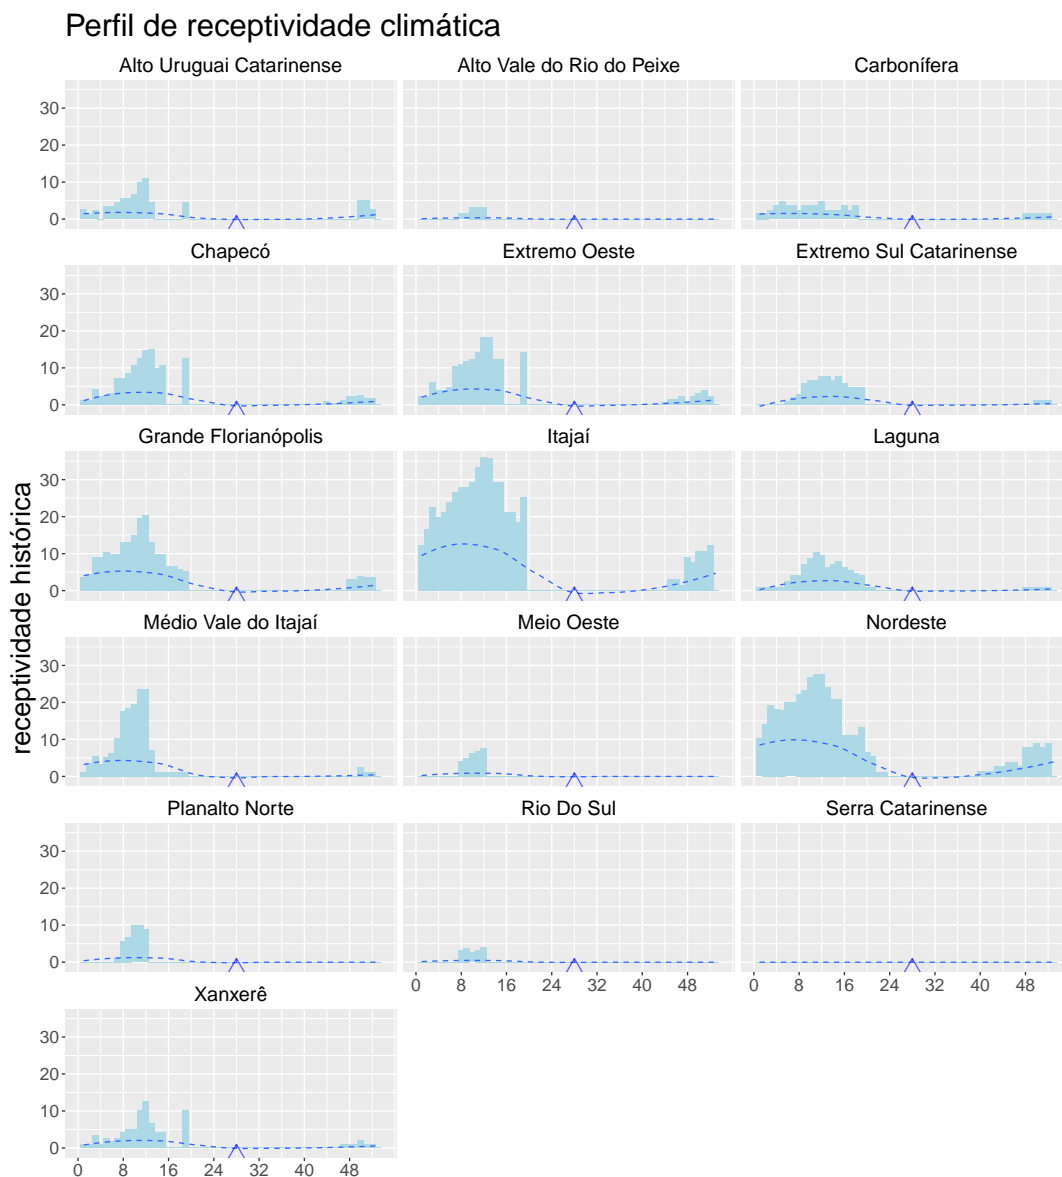 Perfil de receptividade climática
Alto Uruguai Catarinense Alto Vale do Rio do Peixe Carbonífera
30
20
10
0
Chapecó Extremo Oeste Extremo Sul Catarinense
30
20
10
0
Grande Florianópolis Itajaí Laguna
30
20
10
0
receptividade histórica
Médio Vale do Itajaí Meio Oeste Nordeste
30
20
10
0
Planalto Norte Rio Do Sul Serra Catarinense
30
20
10
0
0 8 16 24 32 40 48 0 8 16 24 32 40 48
Xanxerê
30
20
10
0
0 8 16 24 32 40 48